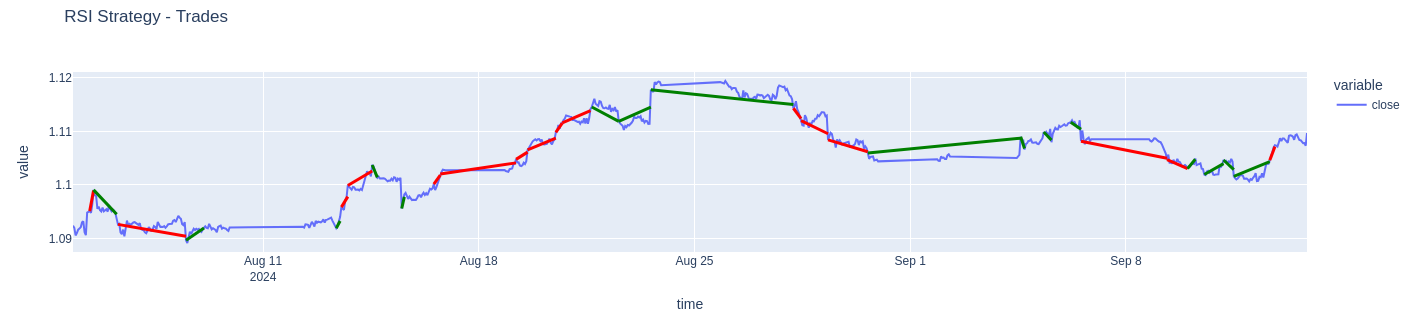 RSI Strategy - Trades
variable
close
value
1.12
1.11
1.1
1.09
Aug 11
2024
Aug 18
Aug 25
Sep 1
Sep 8
time